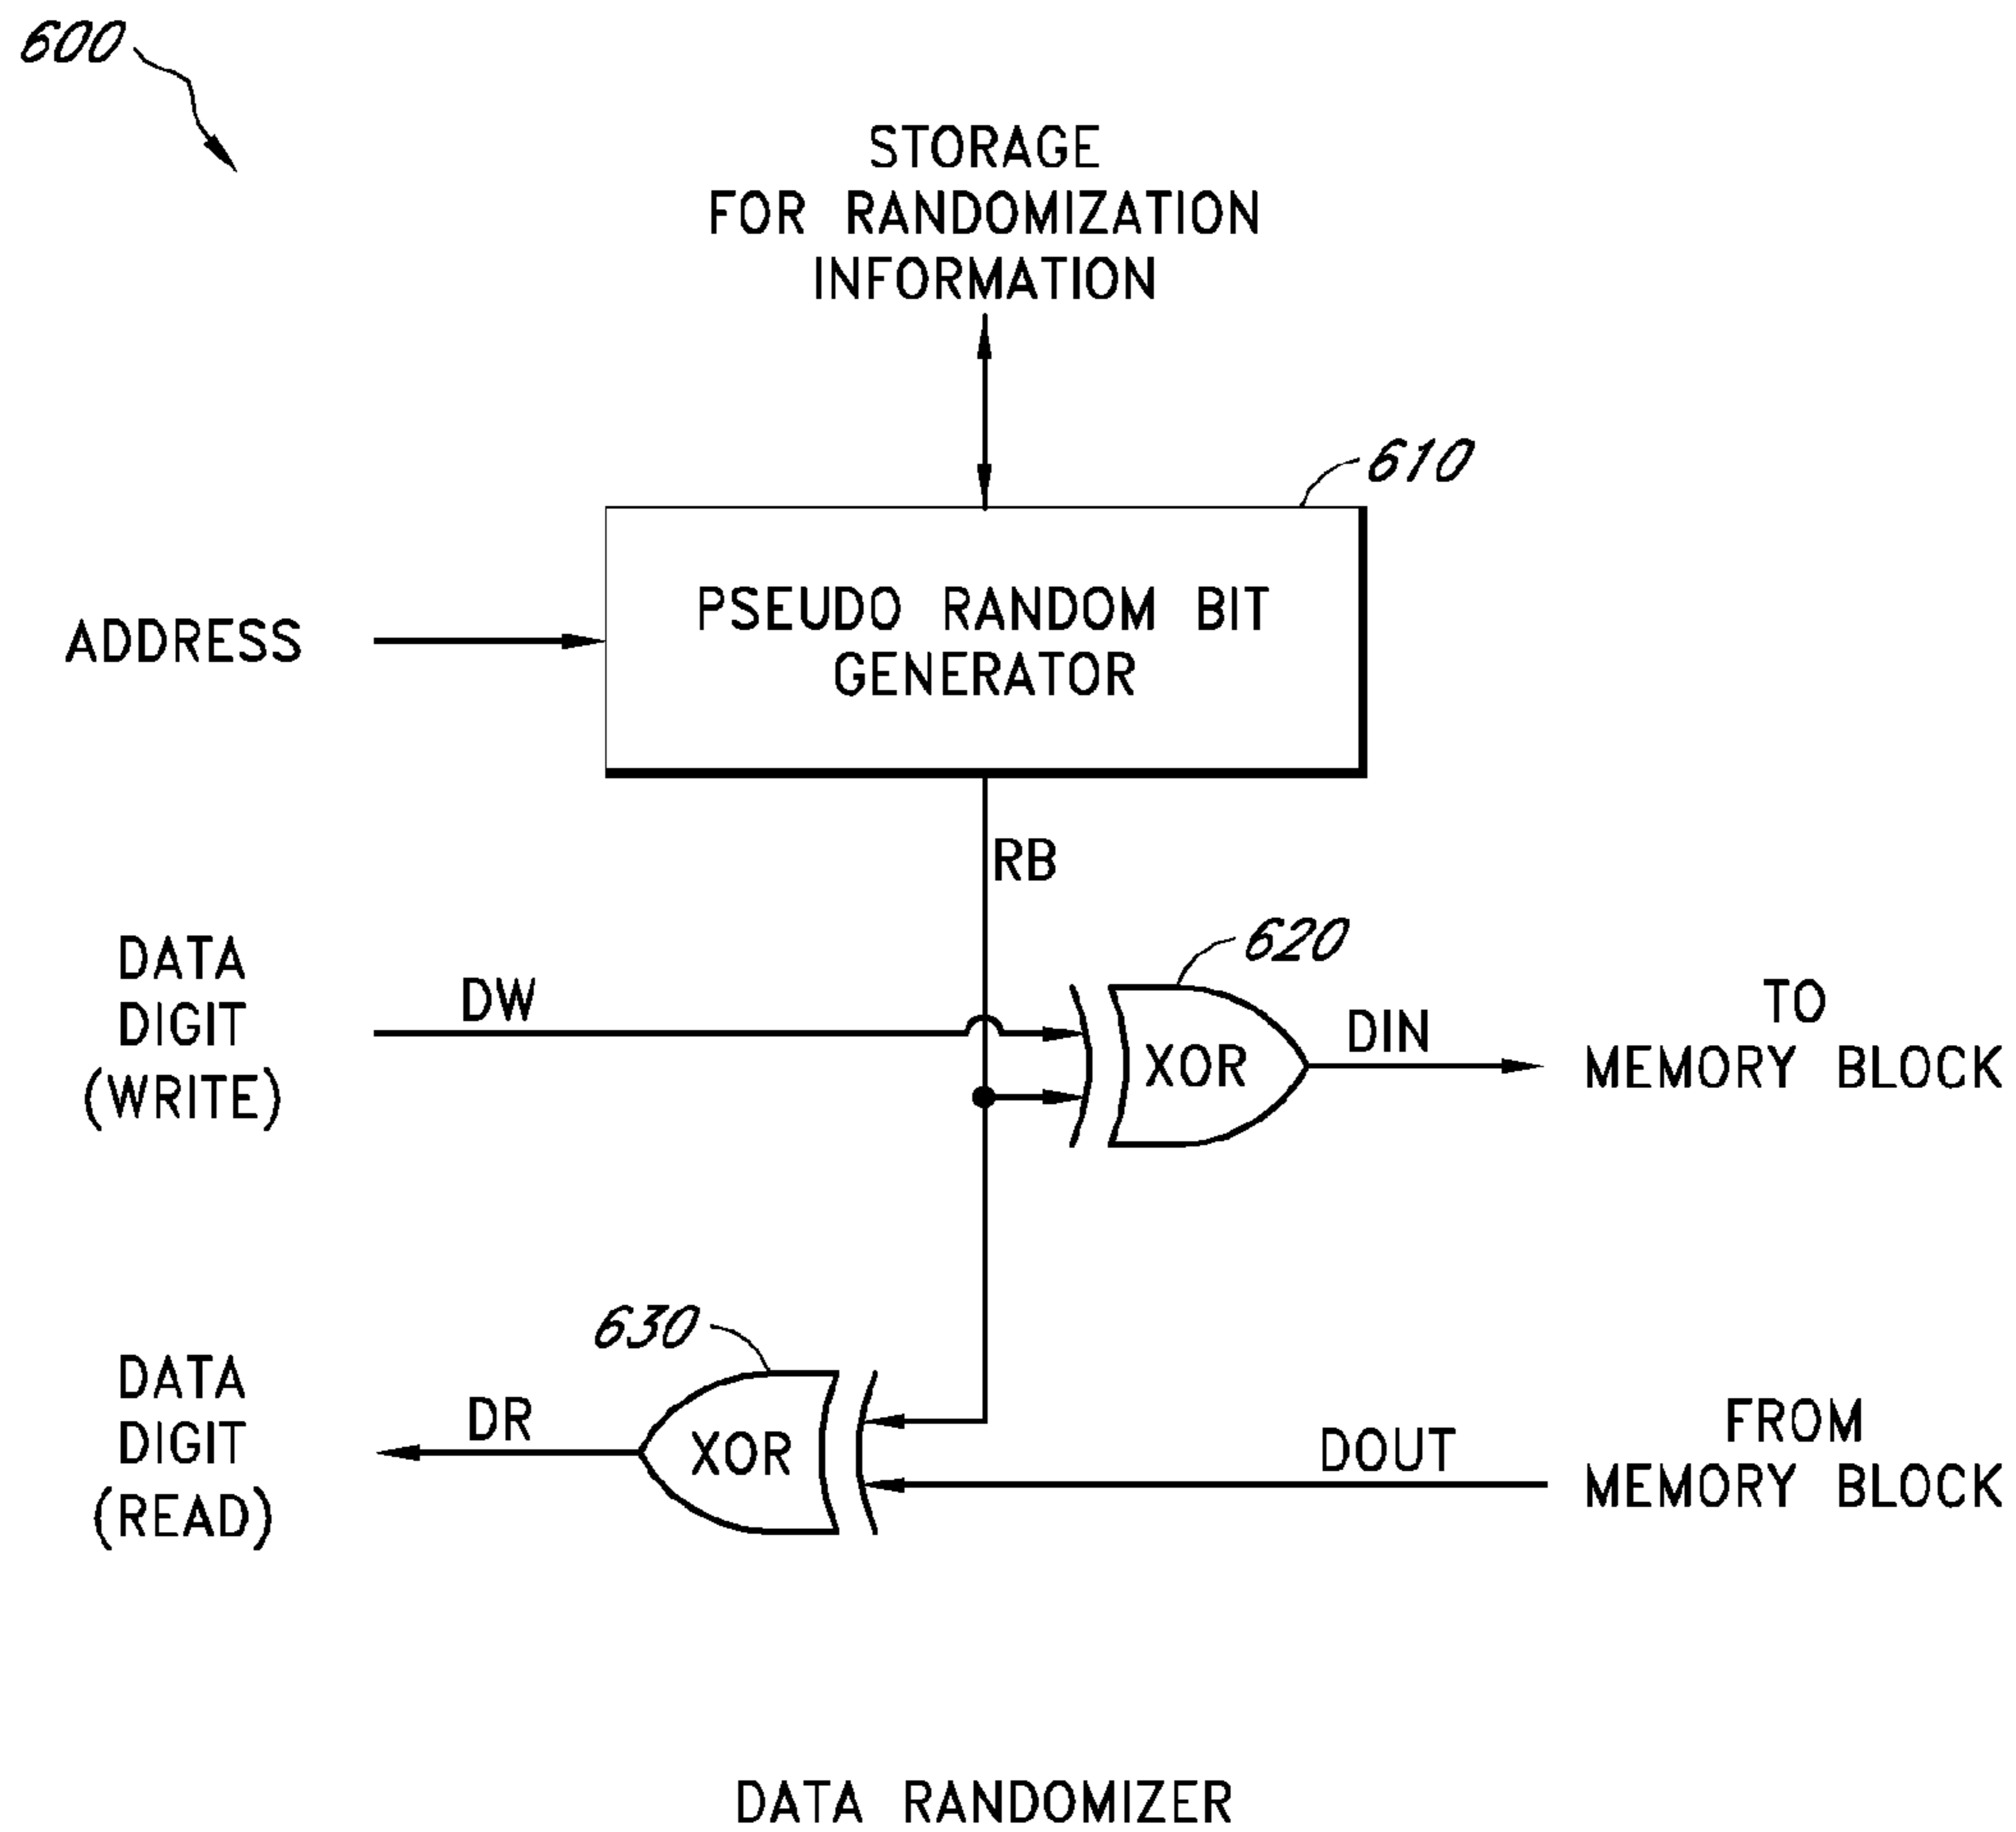 600
STORAGE
FOR RANDOMIZATION
INFORMATION
610
PSEUDO RANDOM BIT
GENERATOR
ADDRESS
RB
620
DATA
DIGIT
(WRITE)
DW
XOR
DIN
TO
MEMORY BLOCK
630
DATA
DIGIT
(READ)
DR
XOR
DOUT
FROM
MEMORY BLOCK
DATA RANDOMIZER